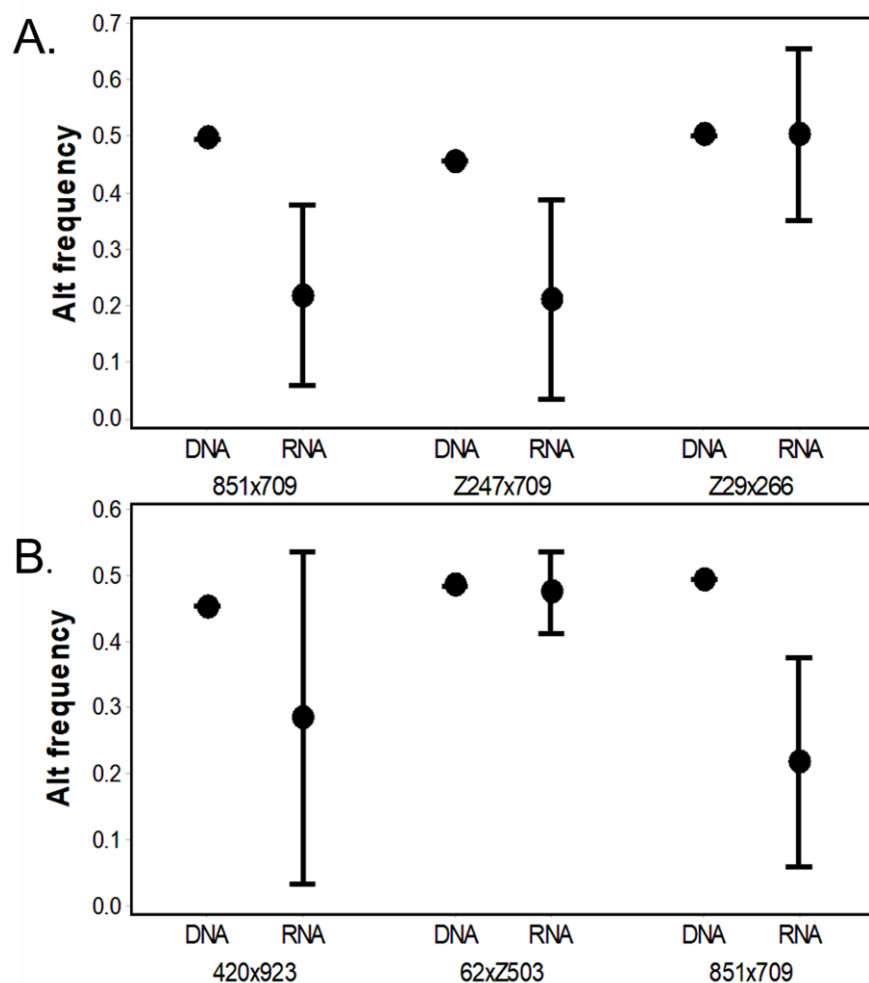 A.
Alt frequency
0.7
0.6
0.5
0.4
0.3
0.2
0.1
0.0
DNA RNA DNA RNA DNA RNA
851x709 Z247x709 Z29x266
B.
Alt frequency
0.6
0.5
0.4
0.3
0.2
0.1
0.0
DNA RNA DNA RNA DNA RNA
420x923 62xZ503 851x709